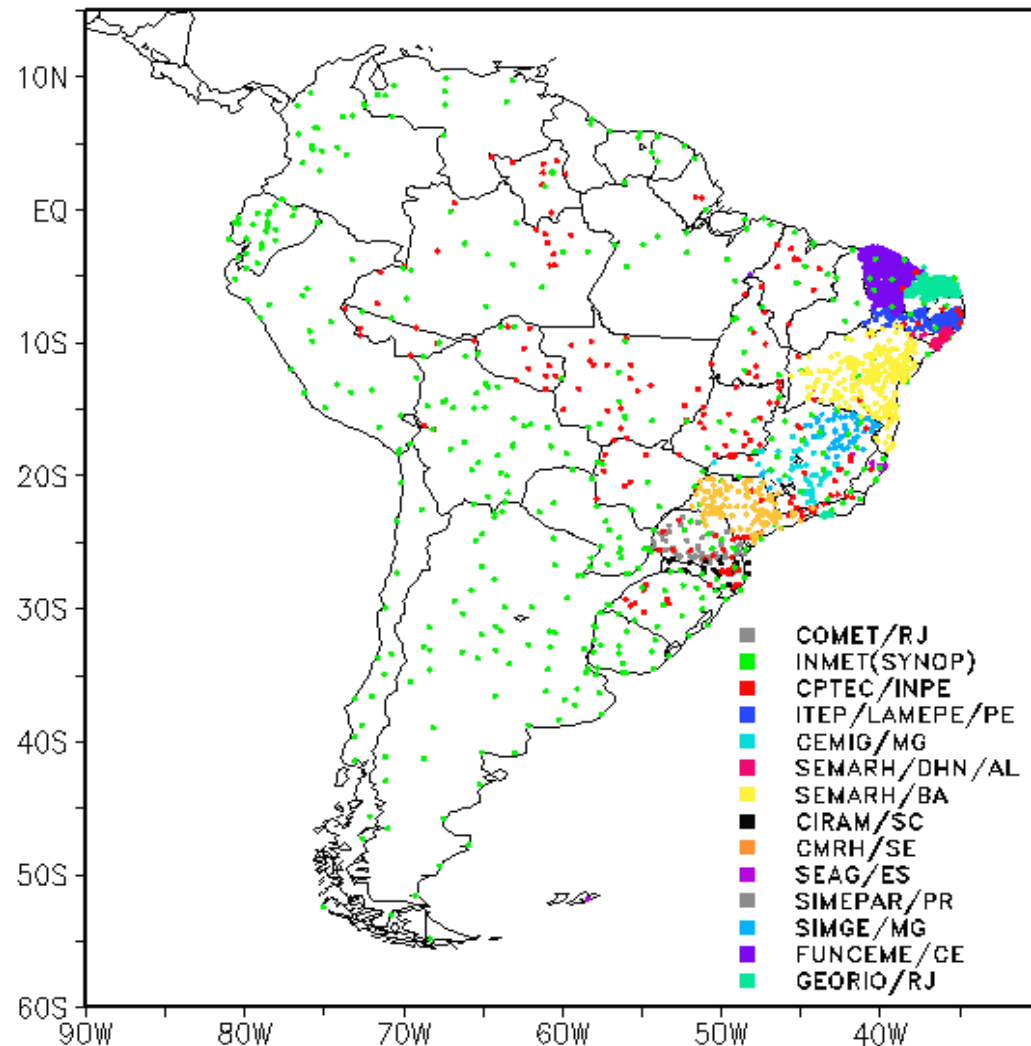 10N
EQ
10S
20S
30S
40S
50S
60S
90W 80W 70W 60W 50W 40W
COMET/RJ
INMET(SYNOP)
CPTEC/INPE
ITEP/LAMEPE/PE
CEMIG/MG
SEMARH/DHN/AL
SEMARH/BA
CIRAM/SC
CMRH/SE
SEAG/ES
SIMEPAR/PR
SIMGE/MG
FUNCEME/CE
GEORIO/RJ